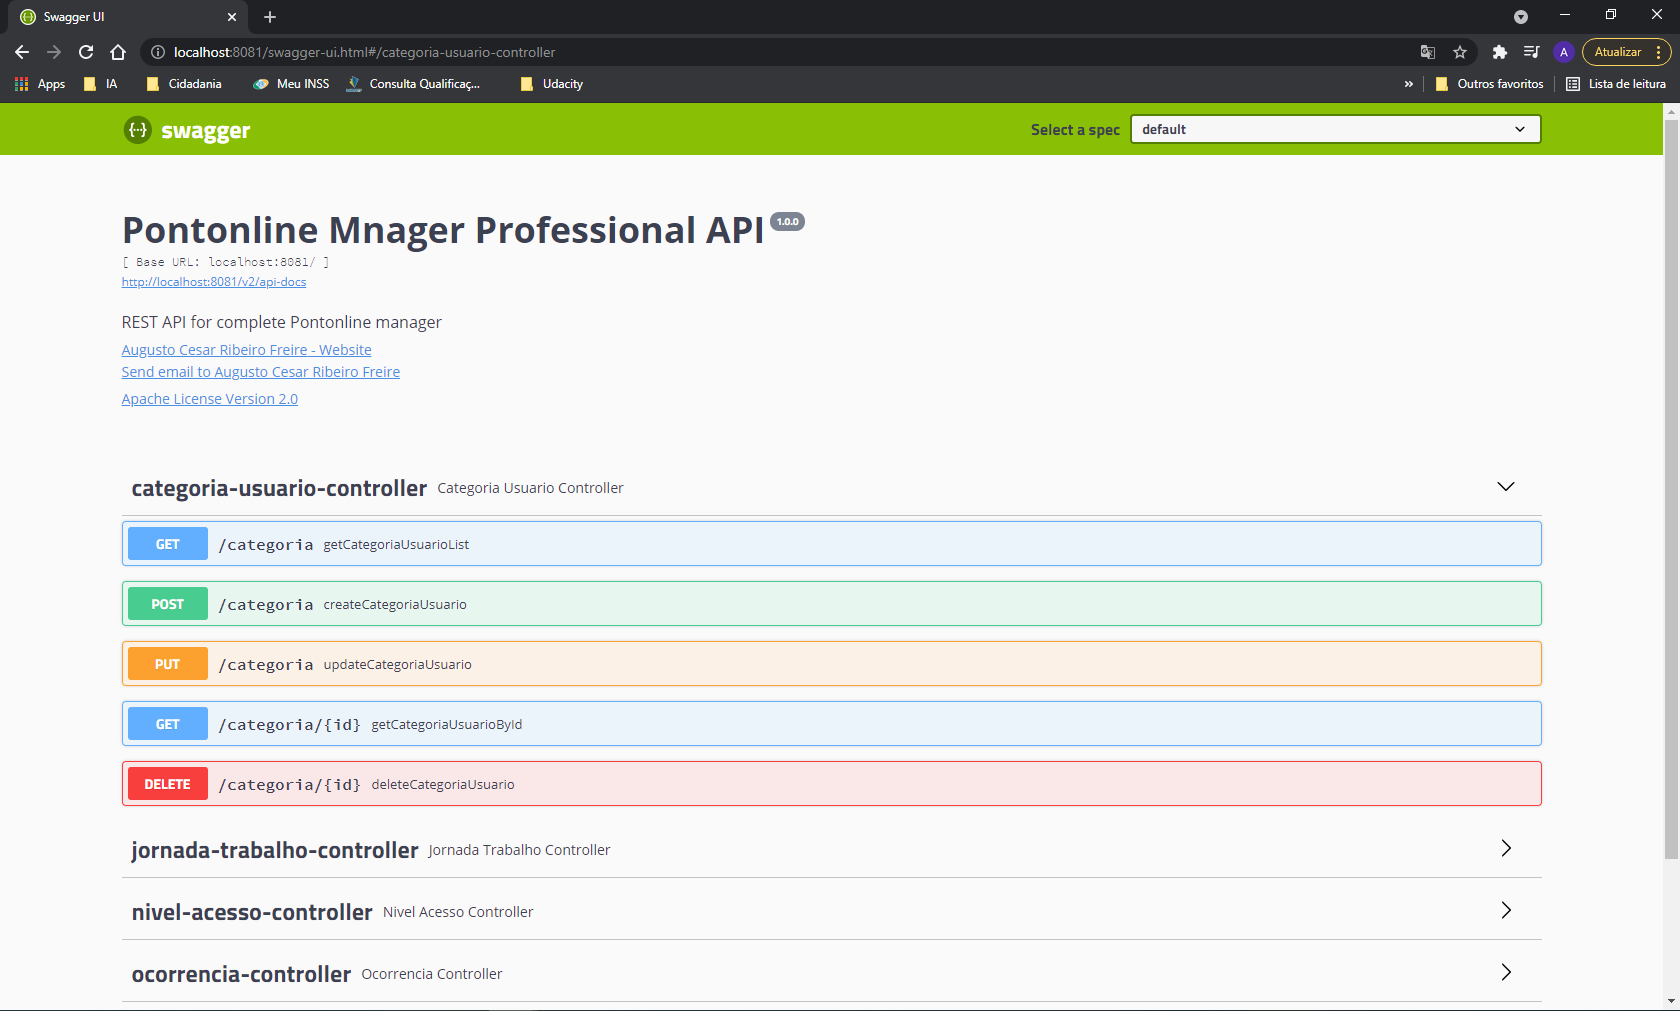 Swagger UI
localhost:8081/swagger-ui.html#/categoria-usuario-controller
A
Atualizar
Apps
IA
Cidadania
Meu INSS
Consulta Qualificaç...
Udacity
»
Outros favoritos
Lista de leitura
{··} swagger
Select a spec
default
Pontonline Mnager Professional API 1.0.0
[ Base URL: localhost:8081/ ]
http://localhost:8081/v2/api-docs
REST API for complete Pontonline manager
Augusto Cesar Ribeiro Freire - Website
Send email to Augusto Cesar Ribeiro Freire
Apache License Version 2.0
categoria-usuario-controller Categoria Usuario Controller
GET /categoria getCategoriaUsuarioList
POST /categoria createCategoriaUsuario
PUT /categoria updateCategoriaUsuario
GET /categoria/{id} getCategoriaUsuarioById
DELETE /categoria/{id} deleteCategoriaUsuario
jornada-trabalho-controller Jornada Trabalho Controller
nivel-acesso-controller Nivel Acesso Controller
ocorrencia-controller Ocorrencia Controller